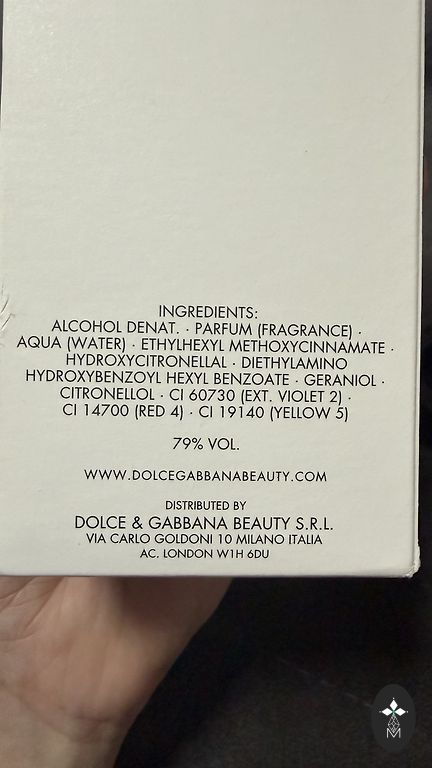 INGREDIENTS:
ALCOHOL DENAT. · PARFUM (FRAGRANCE) ·
AQUA (WATER) · ETHYLHEXYL METHOXYCINNAMATE ·
HYDROXYCITRONELLAL · DIETHYLAMINO
HYDROXYBENZOYL HEXYL BENZOATE · GERANIOL ·
CITRONELLOL · CI 60730 (EXT. VIOLET 2) ·
CI 14700 (RED 4) · CI 19140 (YELLOW 5)
79% VOL.
WWW.DOLCEGABBANABEAUTY.COM
DISTRIBUTED BY
DOLCE & GABBANA BEAUTY S.R.L.
VIA CARLO GOLDONI 10 MILANO ITALIA
AC. LONDON W1H 6DU
M